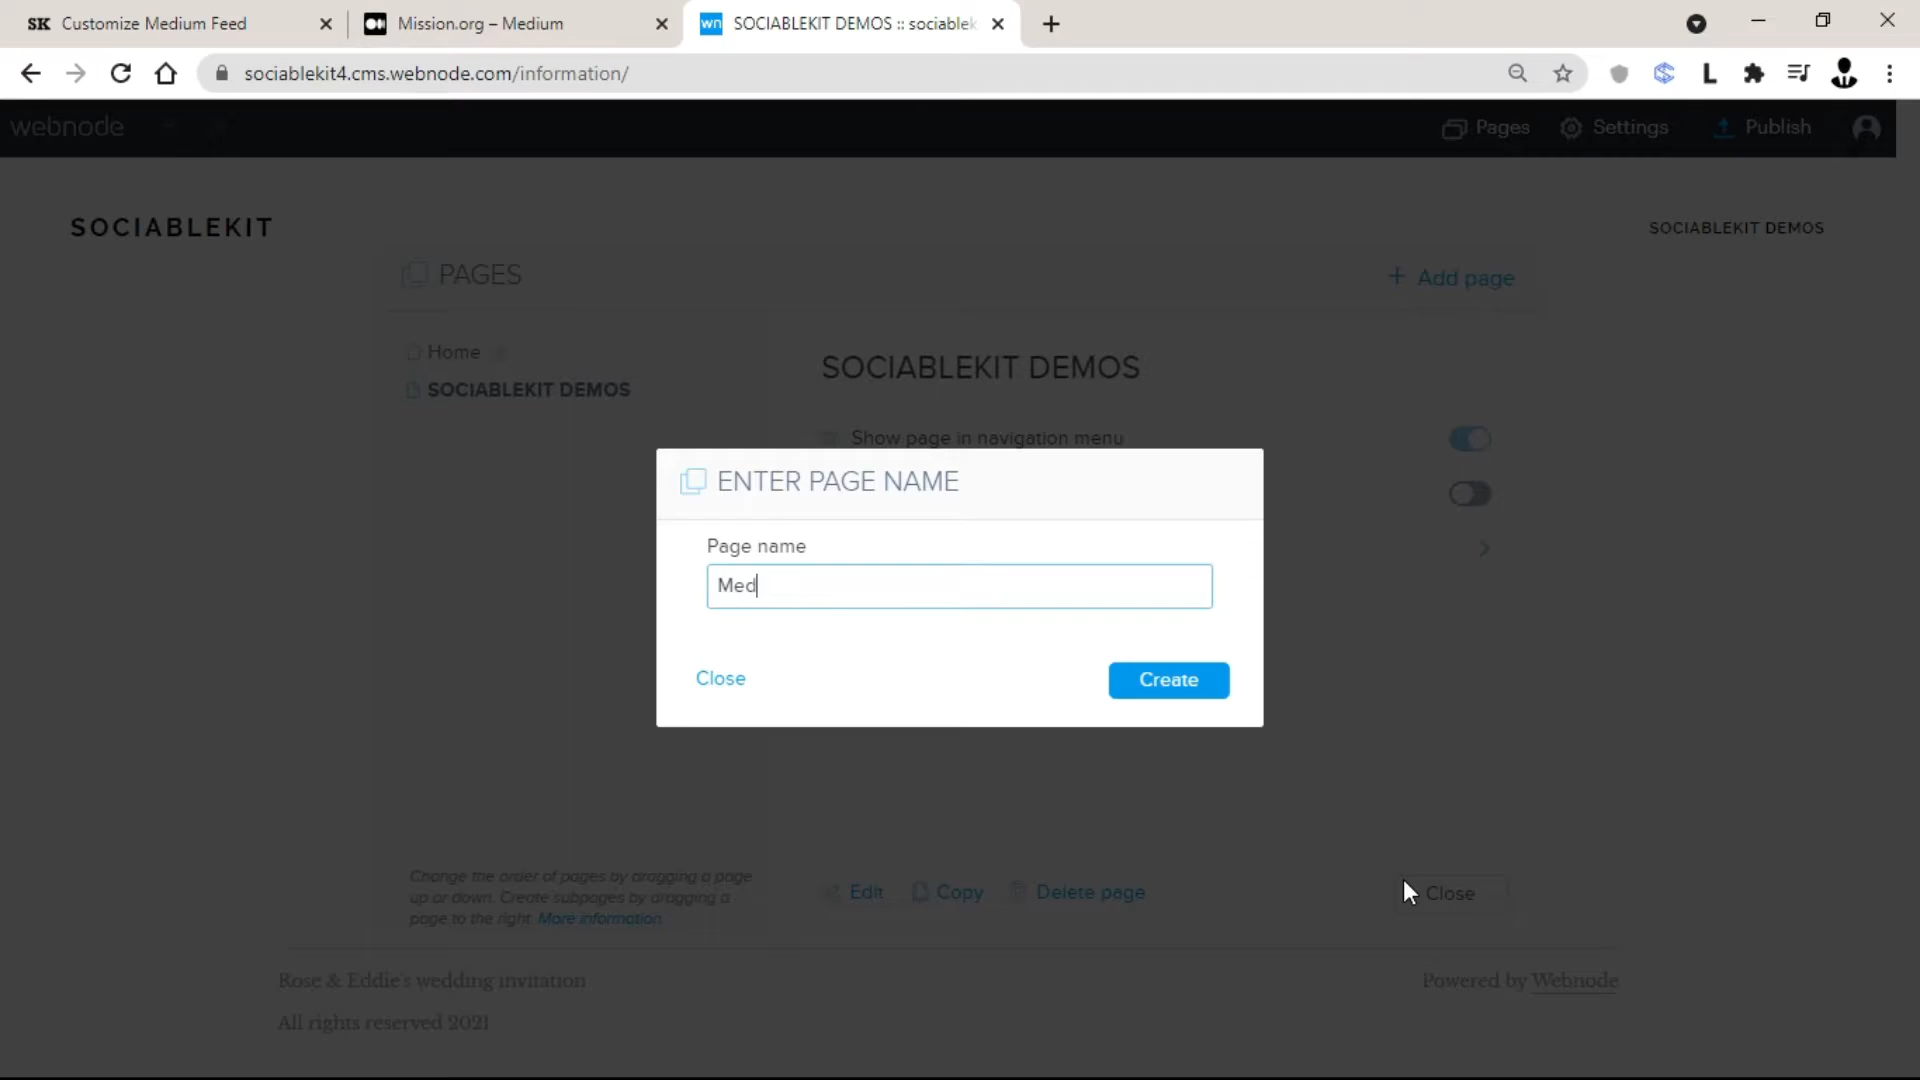 SK Customize Medium Feed
Mission.org – Medium
wn SOCIABLEKIT DEMOS :: sociablek
sociablekit4.cms.webnode.com/information/
webnode
Pages
Settings
Publish
SOCIABLEKIT
SOCIABLEKIT DEMOS
PAGES
+ Add page
Home
SOCIABLEKIT DEMOS
SOCIABLEKIT DEMOS
Show page in navigation menu
ENTER PAGE NAME
Page name
Med
Close
Create
Change the order of pages by dragging a page
up or down. Create subpages by dragging a
page to the right. More information
Edit
Copy
Delete page
Close
Rose & Eddie's wedding invitation
Powered by Webnode
All rights reserved 2021